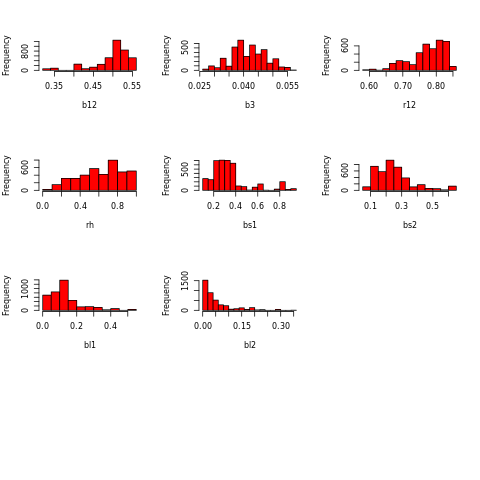 Frequency
0 800
0.35 0.45 0.55
b12
Frequency
0 500
0.025 0.040 0.055
b3
Frequency
0 600
0.60 0.70 0.80
r12
Frequency
0 600
0.0 0.4 0.8
rh
Frequency
0 500
0.2 0.4 0.6 0.8
bs1
Frequency
0 600
0.1 0.3 0.5
bs2
Frequency
0 1000
0.0 0.2 0.4
bl1
Frequency
0 1500
0.00 0.15 0.30
bl2